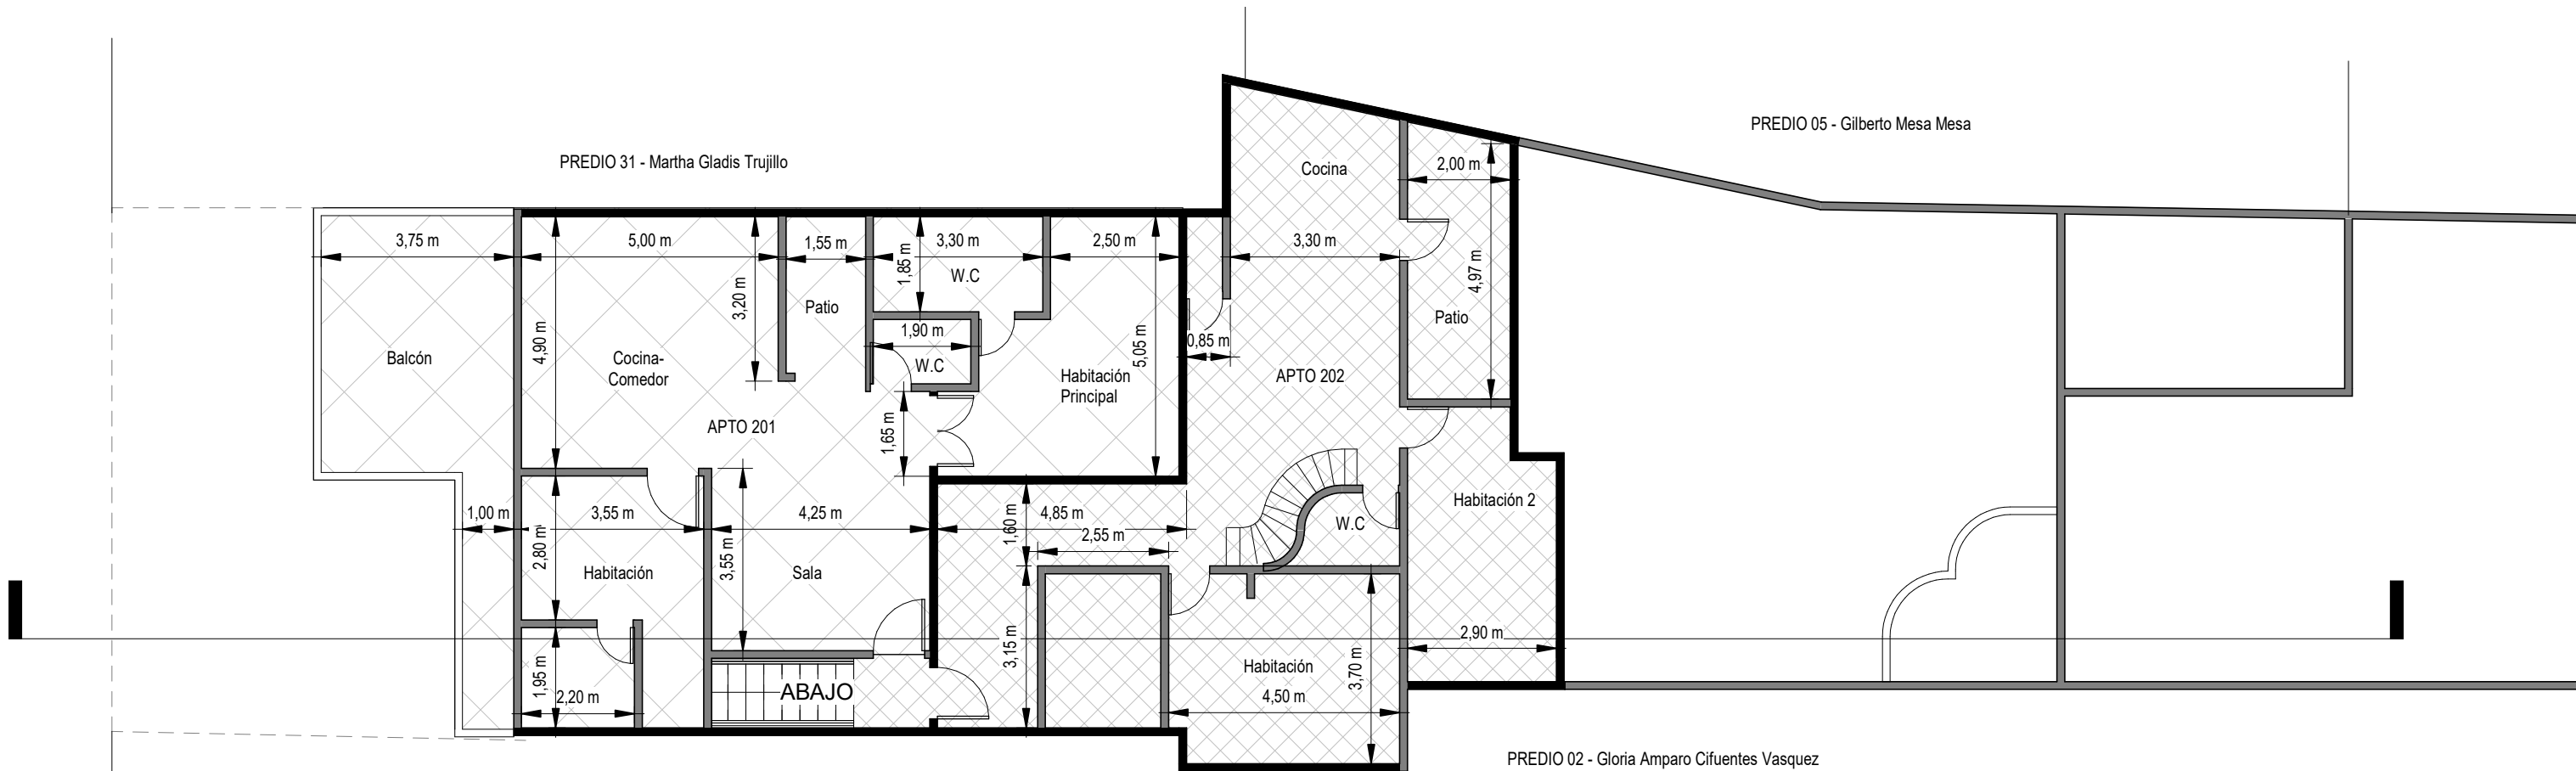 PREDIO 05 - Gilberto Mesa Mesa
PREDIO 31 - Martha Gladis Trujillo
Cocina
2,00 m
3,75 m
5,00 m
1,55 m
3,30 m
2,50 m
3,30 m
1,85 m
W.C
3,20 m
4,97 m
Patio
Patio
4,90 m
1,90 m
5,05 m
0,85 m
Balcón
Cocina-
Comedor
W.C
Habitación
Principal
APTO 202
APTO 201
1,65 m
Habitación 2
1,00 m
3,55 m
4,25 m
4,85 m
W.C
1,60 m
2,55 m
2,80 m
3,55 m
Habitación
Sala
2,90 m
3,15 m
Habitación
3,70 m
1,95 m
2,20 m
ABAJO
4,50 m
PREDIO 02 - Gloria Amparo Cifuentes Vasquez